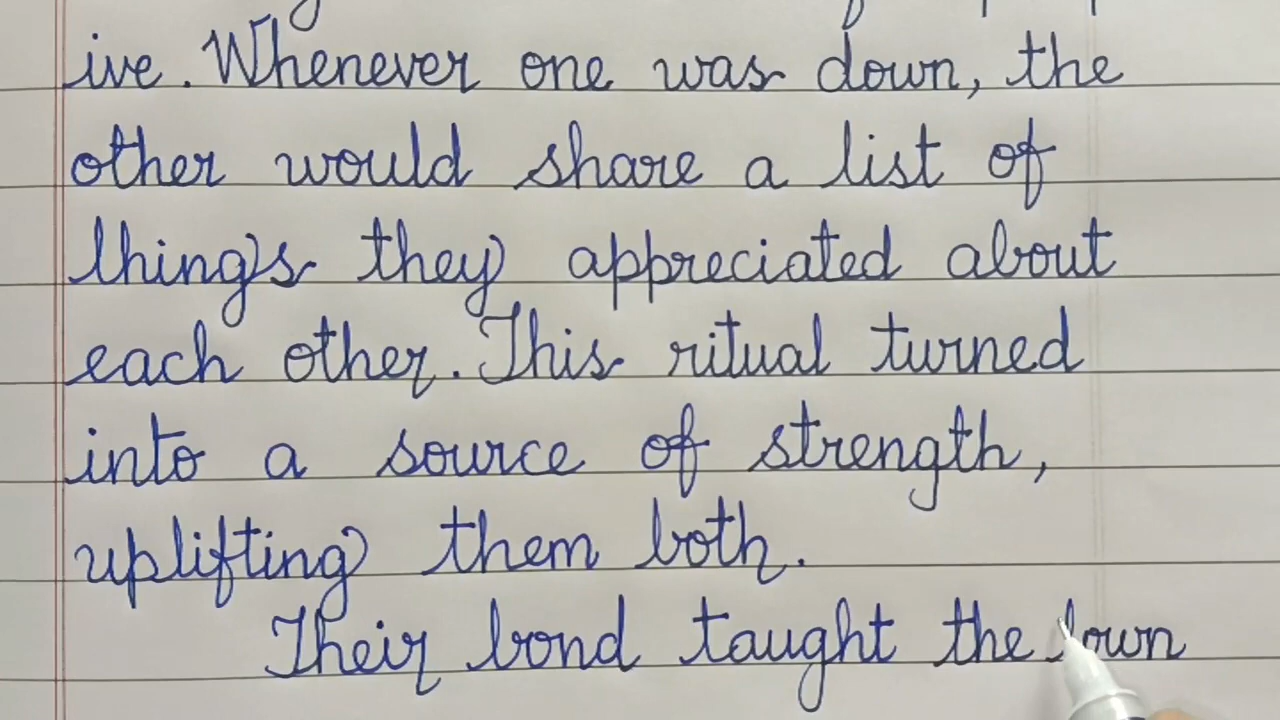 ive. Whenever one was down, the
other would share a list of
things they appreciated about
each other. This ritual turned
into a source of strength,
uplifting them both.
Their bond taught the